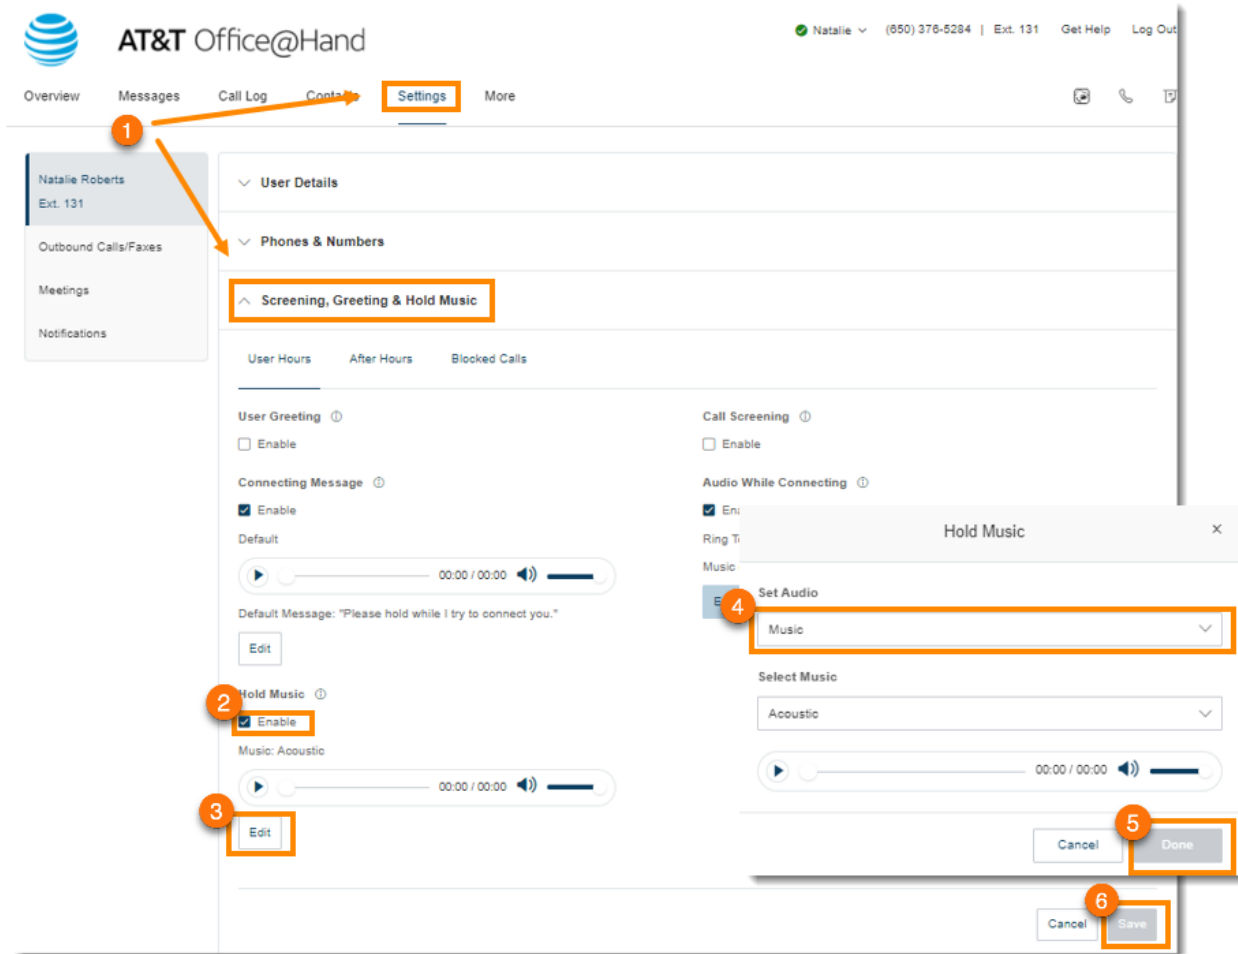 AT&T Office@Hand
Natalie (650) 376-5284 | Ext. 131 Get Help Log Out
Overview Messages Call Log Settings More
1
Natalie Roberts
Ext. 131
Outbound Calls/Faxes
Meetings
Notifications
User Details
Phones & Numbers
Screening, Greeting & Hold Music
User Hours After Hours Blocked Calls
User Greeting
Enable
Call Screening
Enable
Connecting Message
Enable
Default
00:00 / 00:00
Default Message: "Please hold while I try to connect you."
Edit
Audio While Connecting
Ring
Music
2
Hold Music
Enable
Music: Acoustic
00:00 / 00:00
3
Edit
Hold Music
Set Audio
4
Music
Select Music
Acoustic
00:00 / 00:00
5
Cancel Done
6
Cancel Save